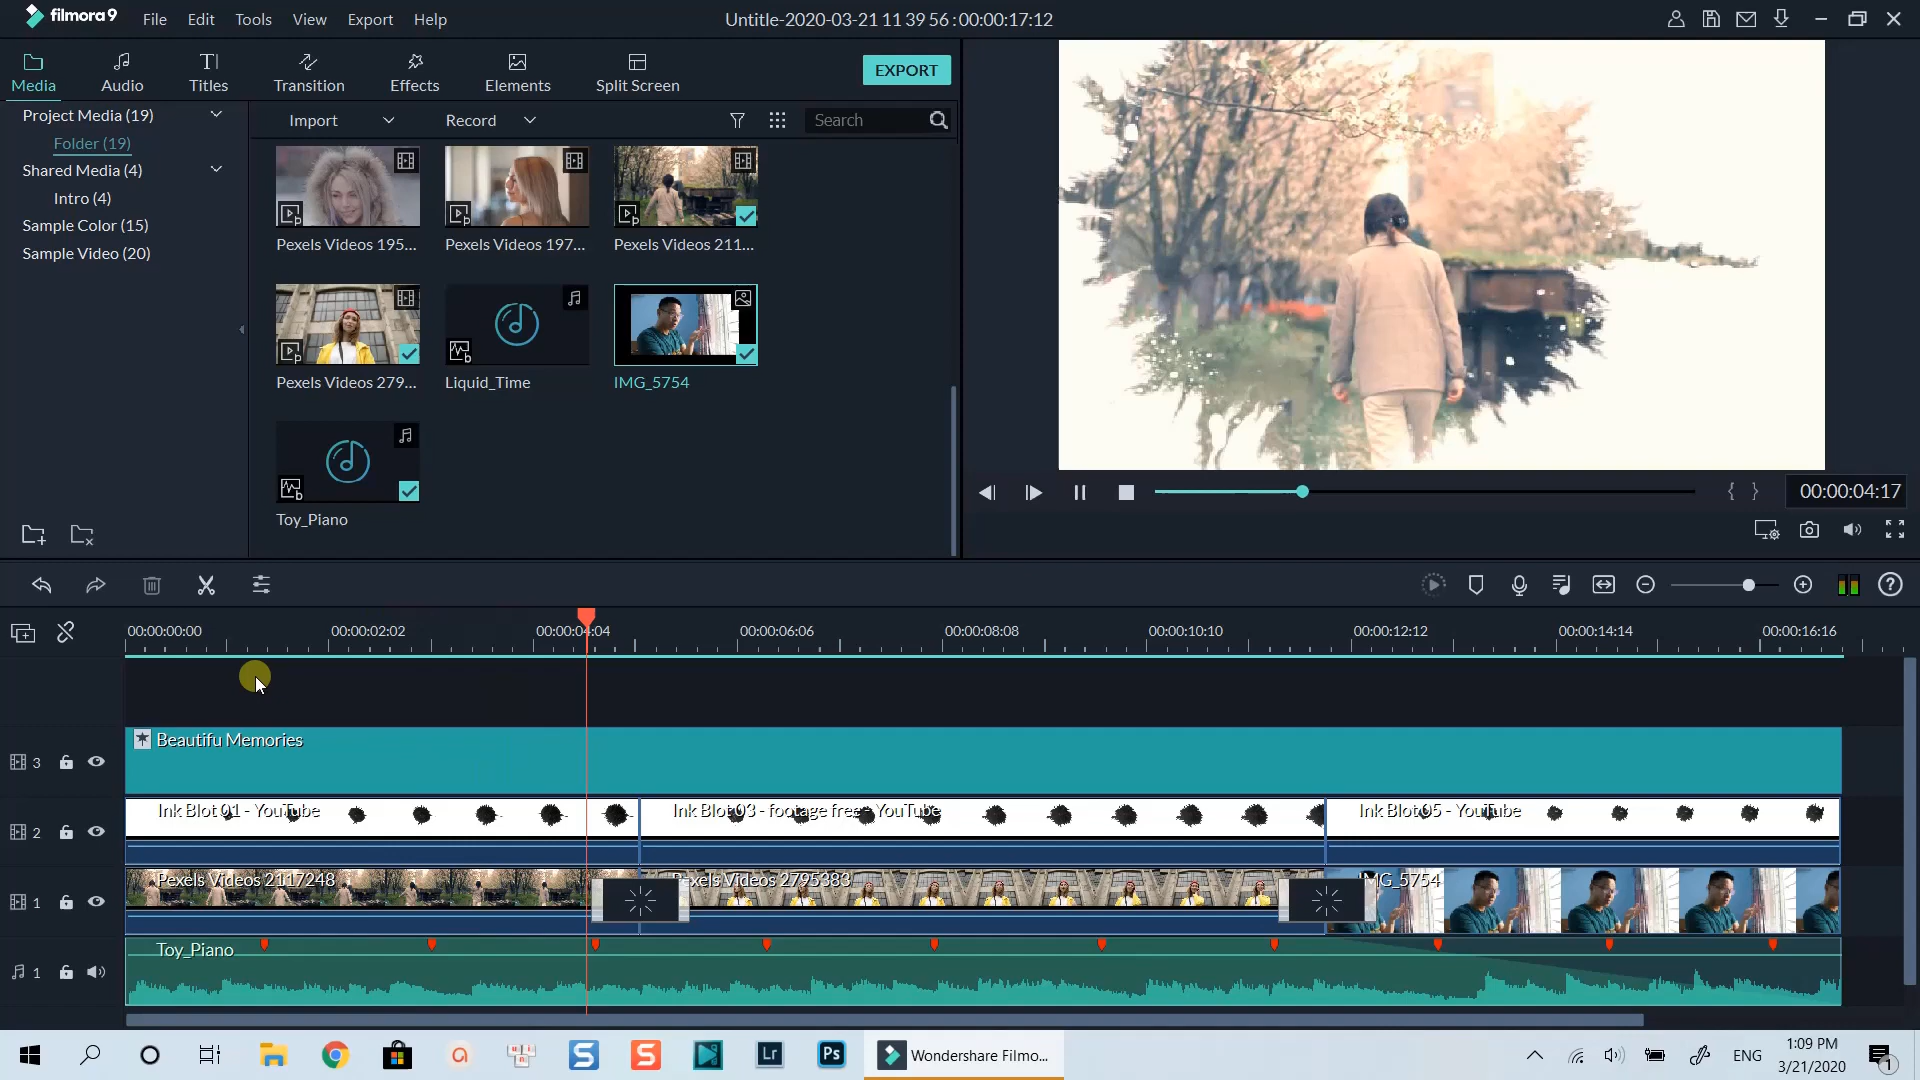 filmora9
File Edit Tools View Export Help
Untitle-2020-03-21 11 39 56 : 00:00:17:12
Media Audio Titles Transition Effects Elements Split Screen
EXPORT
Project Media (19)
Folder (19)
Shared Media (4)
Intro (4)
Sample Color (15)
Sample Video (20)
Import Record Search
Pexels Videos 195... Pexels Videos 197... Pexels Videos 211...
Pexels Videos 279... Liquid_Time IMG_5754
Toy_Piano
00:00:04:17
00:00:00:00 00:00:02:02 00:00:04:04 00:00:06:06 00:00:08:08 00:00:10:10 00:00:12:12 00:00:14:14 00:00:16:16
3 Beautifu Memories
2 Ink Blot 01 - YouTube Ink Blot 03 - footage free - YouTube Ink Blot 05 - YouTube
1 Pexels Videos 2117248 Pexels Videos 2795383 IMG_5754
1 Toy_Piano
Lr Ps Wondershare Filmo... ENG
1:09 PM
3/21/2020
1